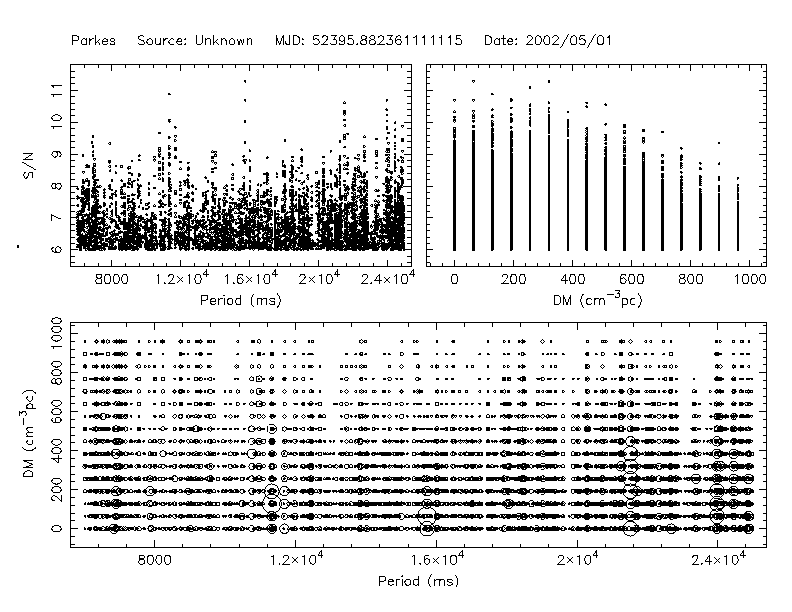 Parkes Source: Unknown MJD: 52395.882361111115 Date: 2002/05/01
S/N
11
10
9
8
7
6
8000 1.2×10⁴ 1.6×10⁴ 2×10⁴ 2.4×10⁴
Period (ms)
0 200 400 600 800 1000
DM (cm⁻³pc)
DM (cm⁻³pc)
1000
800
600
400
200
0
8000 1.2×10⁴ 1.6×10⁴ 2×10⁴ 2.4×10⁴
Period (ms)